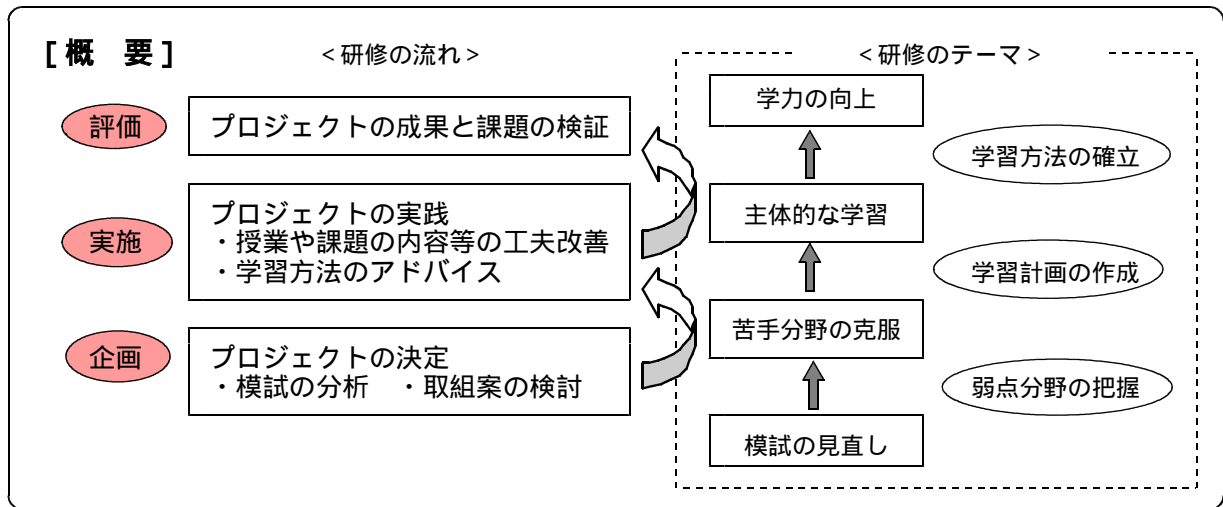 [概　要]
＜研修の流れ＞
評価
プロジェクトの成果と課題の検証
実施
プロジェクトの実践
・授業や課題の内容等の工夫改善
・学習方法のアドバイス
企画
プロジェクトの決定
・模試の分析　・取組案の検討
＜研修のテーマ＞
学力の向上
学習方法の確立
主体的な学習
学習計画の作成
苦手分野の克服
弱点分野の把握
模試の見直し